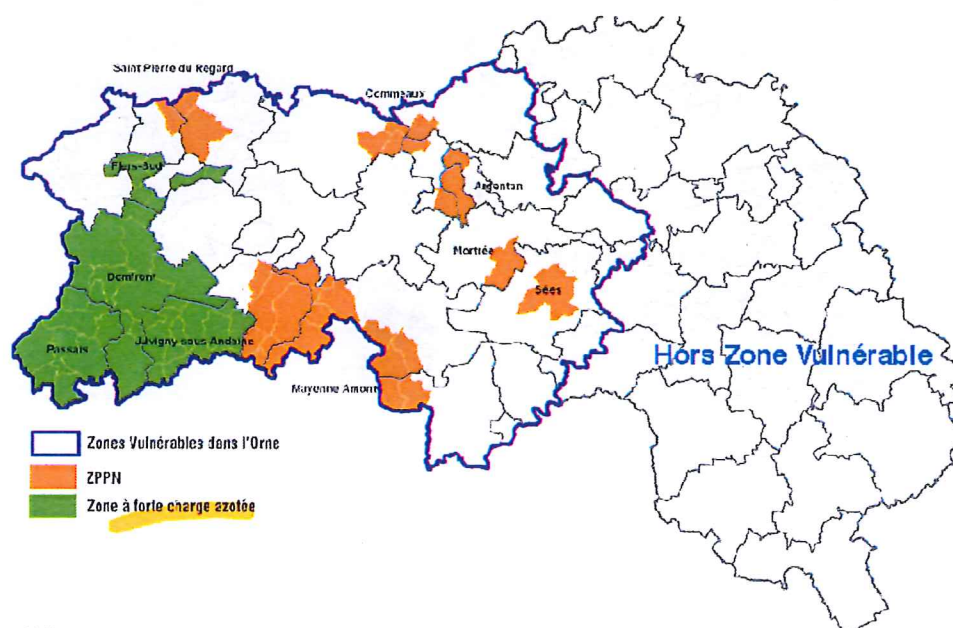 Saint Pierre du Regard
Commeaux
Flers-Sud
Argentan
Mortrée
Domfront
Sées
Passais
Juvigny sous Andaine
Hors Zone Vulnérable
Mayenne Amont
Zones Vulnérables dans l'Orne
ZPPN
Zone à forte charge azotée